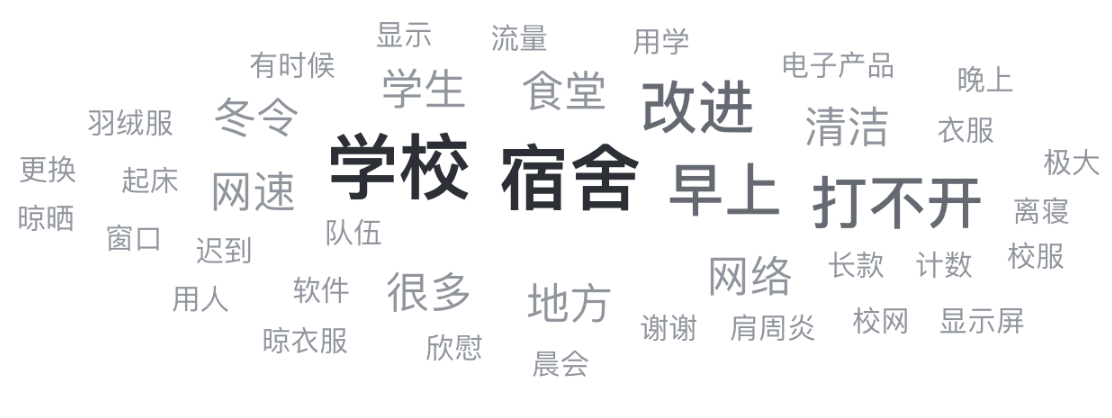 显示 流量 用学
有时候 学生 食堂 改进 电子产品 晚上
羽绒服 冬令 清洁 衣服
更换 起床 网速 学校 宿舍 早上 打不开 极大
晾晒 窗口 迟到 队伍 离寝
用人 软件 很多 地方 网络 长款 计数 校服
晾衣服 欣慰 晨会 谢谢 肩周炎 校网 显示屏